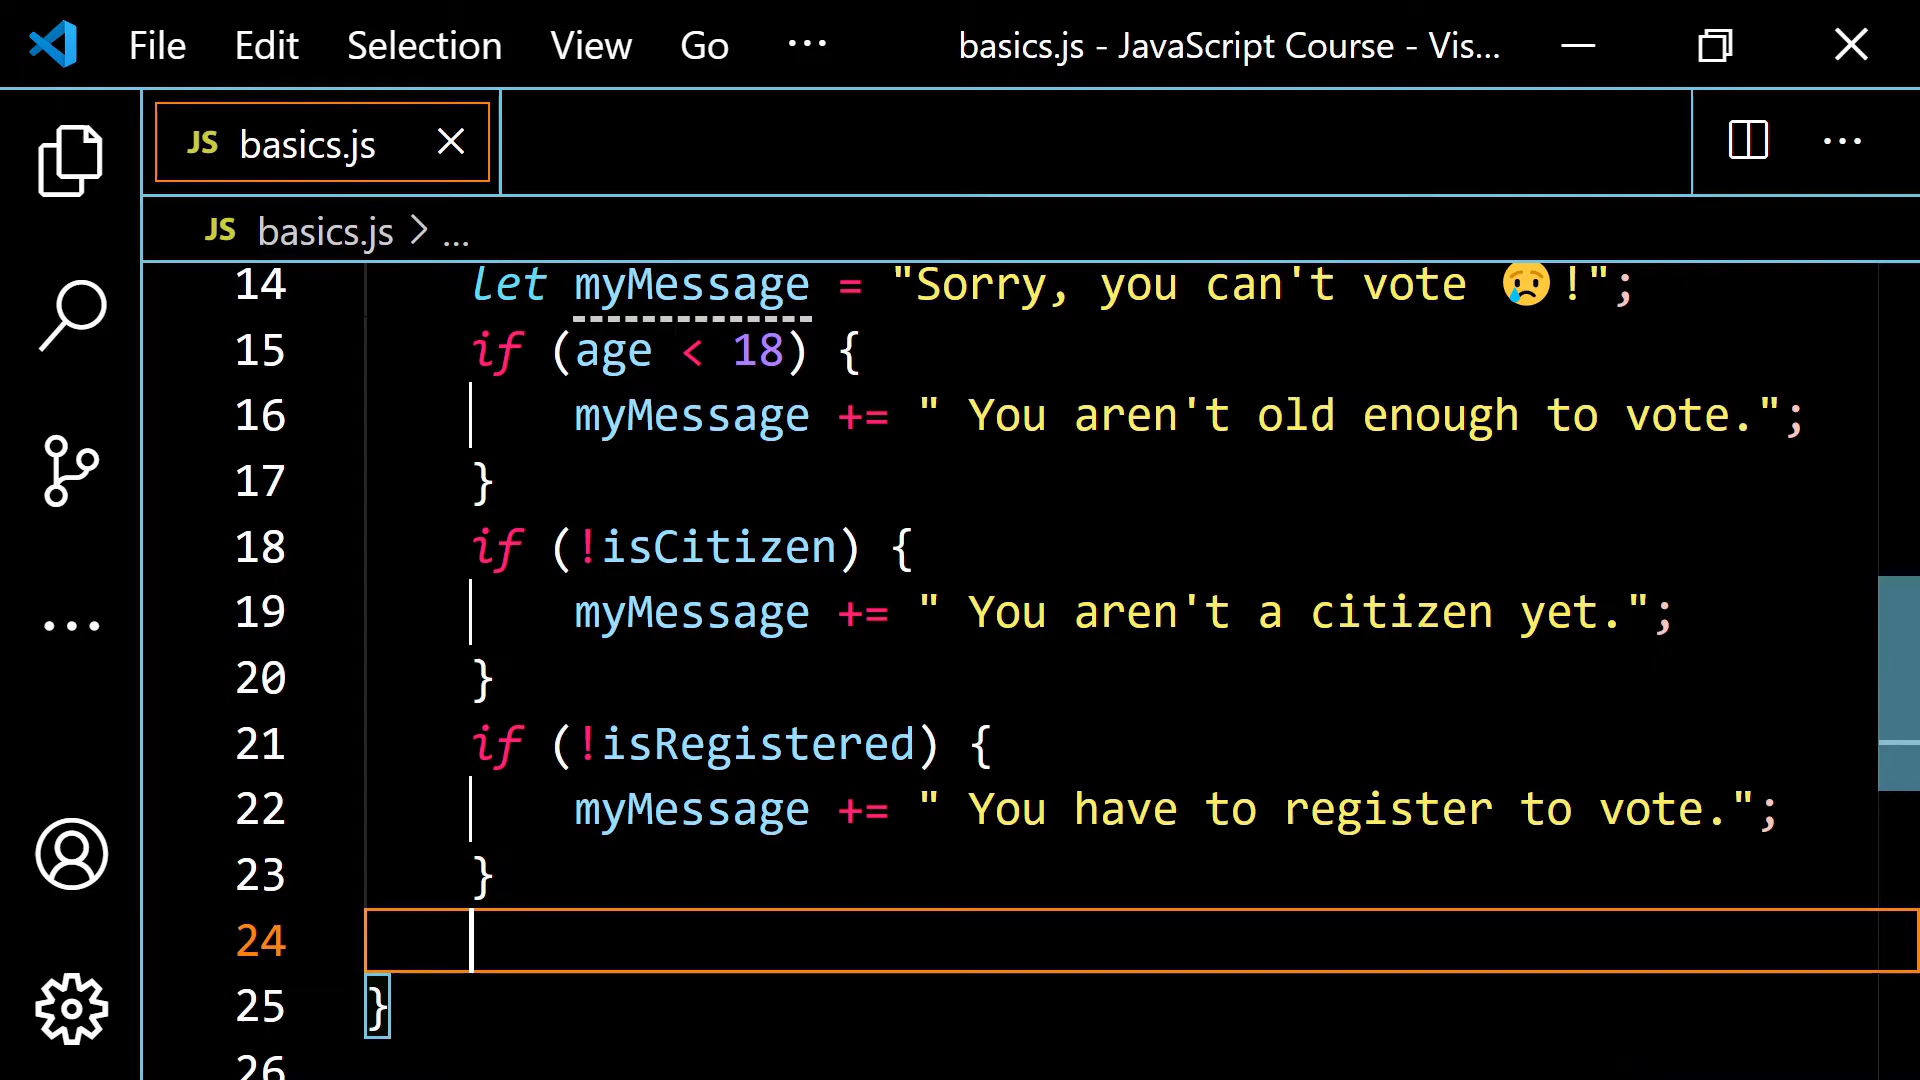 File Edit Selection View Go ... basics.js - JavaScript Course - Vis...
JS basics.js
JS basics.js > ...
14 let myMessage = "Sorry, you can't vote 😢!";
15 if (age < 18) {
16 myMessage += " You aren't old enough to vote.";
17 }
18 if (!isCitizen) {
19 myMessage += " You aren't a citizen yet.";
20 }
21 if (!isRegistered) {
22 myMessage += " You have to register to vote.";
23 }
24
25 }
26